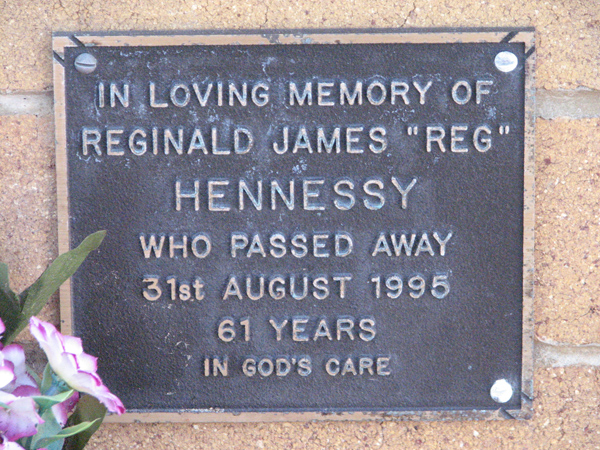 IN LOVING MEMORY OF
REGINALD JAMES "REG"
HENNESSY
WHO PASSED AWAY
31st AUGUST 1995
61 YEARS
IN GOD'S CARE